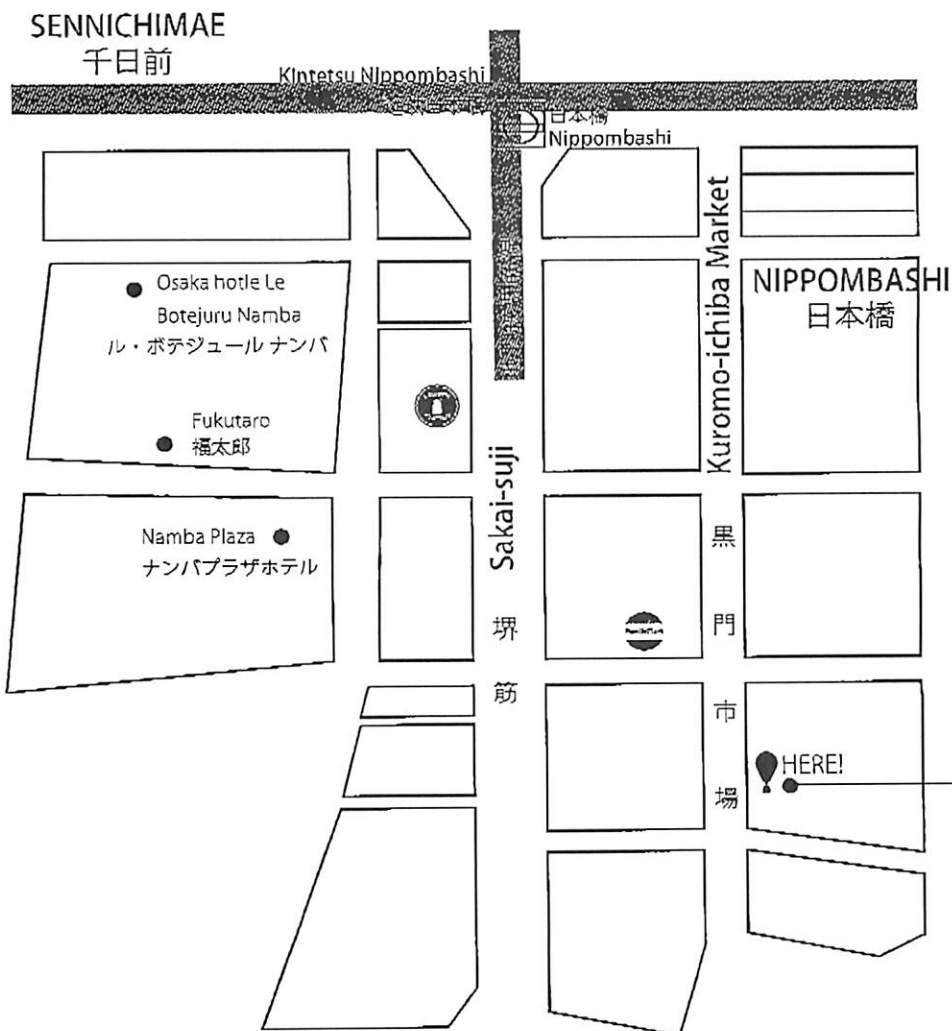 SENNICHIMAE
千日前
Kintetsu Nippombashi
日本橋
Nippombashi
Osaka hotle Le
Botejuru Namba
ル・ボテジュール ナンバ
Fukutaro
福太郎
Namba Plaza
ナンバプラザホテル
Sakai-suji
堺
筋
Kuromo-ichiba Market
黒
門
市
場
NIPPOMBASHI
日本橋
FamilyMart
HERE!